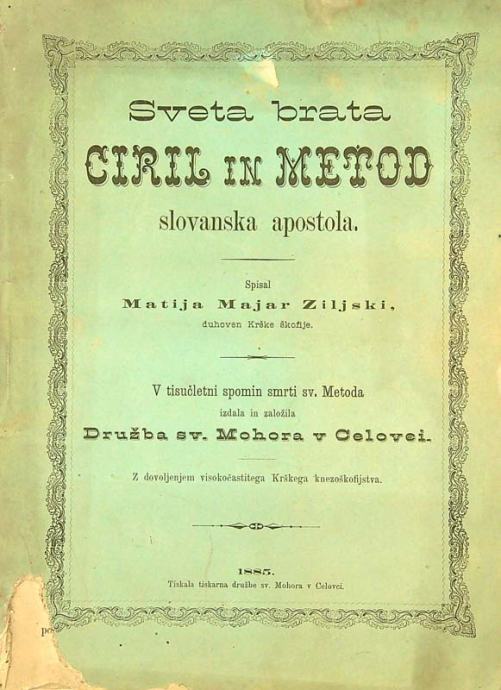 Sveta brata
CIRIL IN METOD
slovanska apostola.
Spisal
Matija Majar Ziljski,
duhoven Krške škofije.
V tisučletni spomin smrti sv. Metoda
izdala in založila
Družba sv. Mohora v Celovci.
Z dovoljenjem visokočastitega Krškega knezoškofijstva.
1885.
Tiskala tiskarna družbe sv. Mohora v Celovci.
po